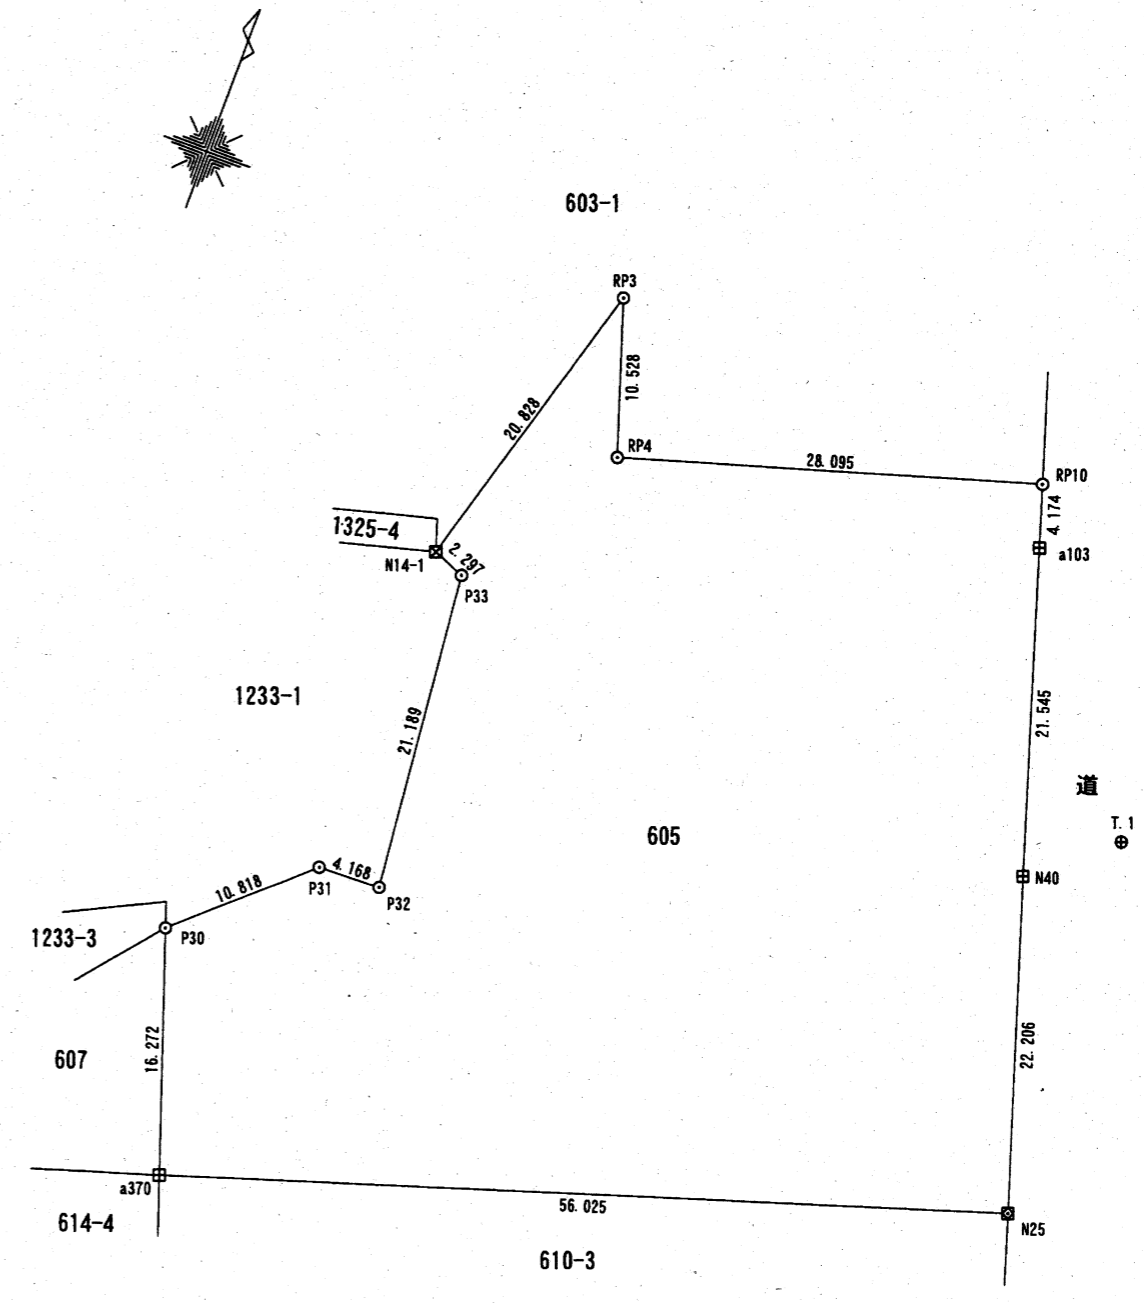 603-1
RP3
10.528
20.828
RP4
28.095
RP10
4.174
1325-4
N14-1
2.297
a103
P33
1233-1
21.545
21.189
道
T.1
605
P31
4.168
N40
10.818
P32
1233-3
P30
16.272
22.206
607
a370
56.025
614-4
N25
610-3